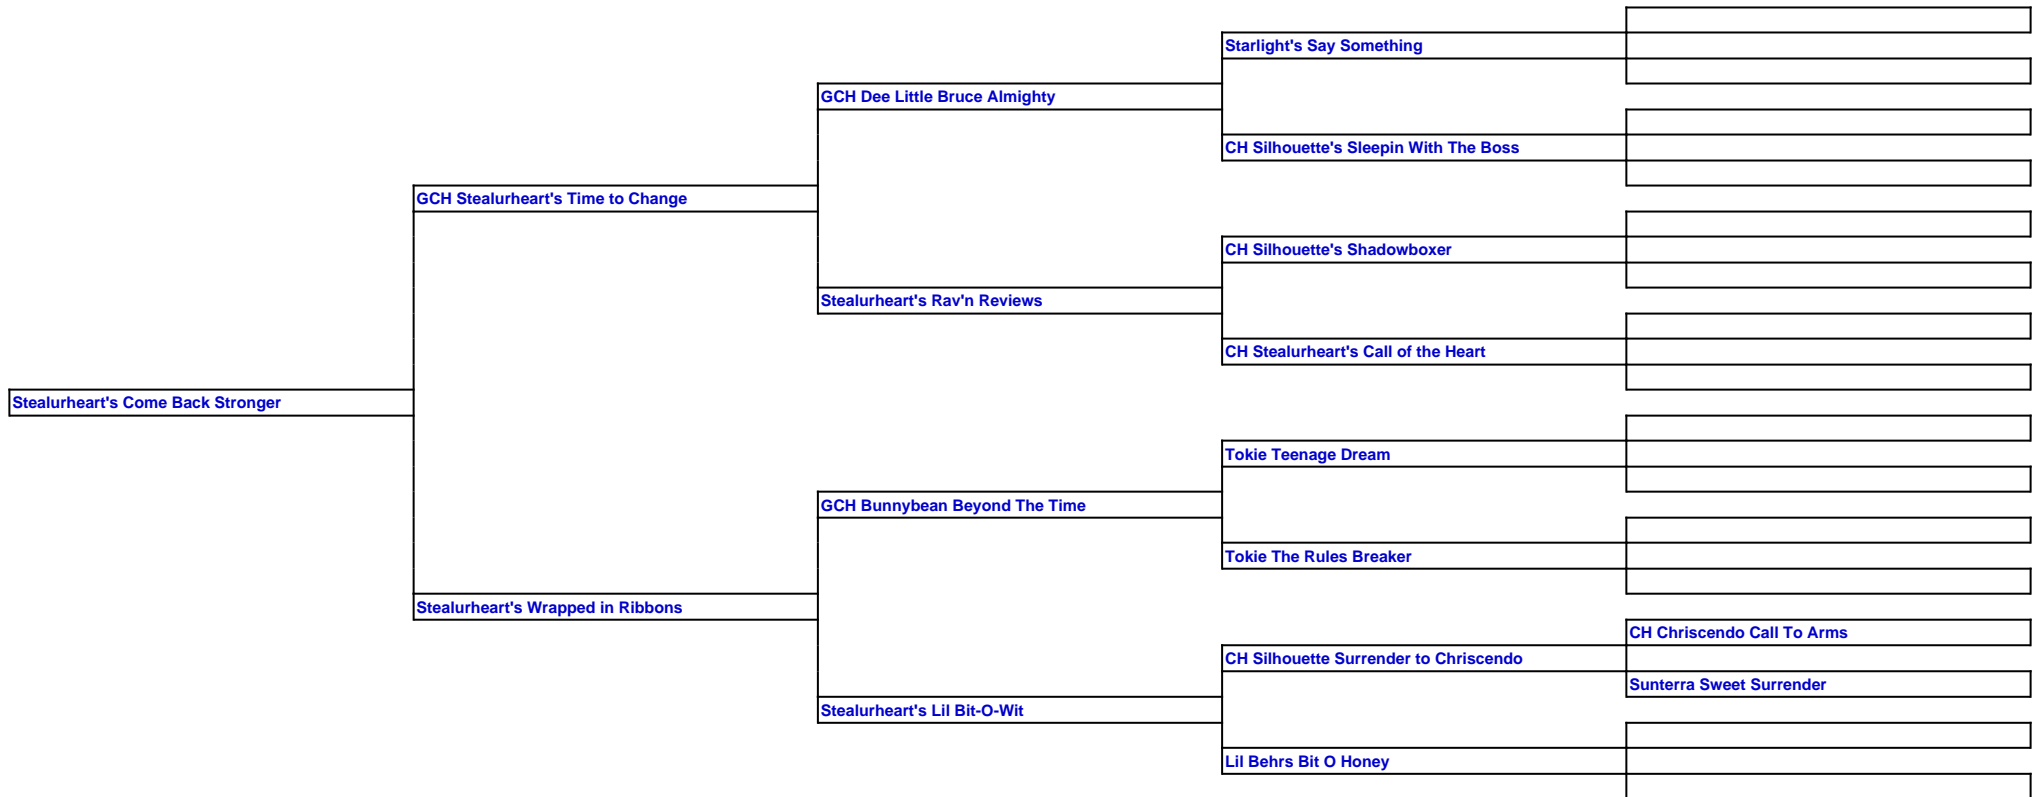 Starlight's Say Something
GCH Dee Little Bruce Almighty
CH Silhouette's Sleepin With The Boss
GCH Stealurheart's Time to Change
CH Silhouette's Shadowboxer
Stealurheart's Rav'n Reviews
CH Stealurheart's Call of the Heart
Stealurheart's Come Back Stronger
Tokie Teenage Dream
GCH Bunnybean Beyond The Time
Tokie The Rules Breaker
Stealurheart's Wrapped in Ribbons
CH Chriscendo Call To Arms
CH Silhouette Surrender to Chriscendo
Sunterra Sweet Surrender
Stealurheart's Lil Bit-O-Wit
Lil Behrs Bit O Honey